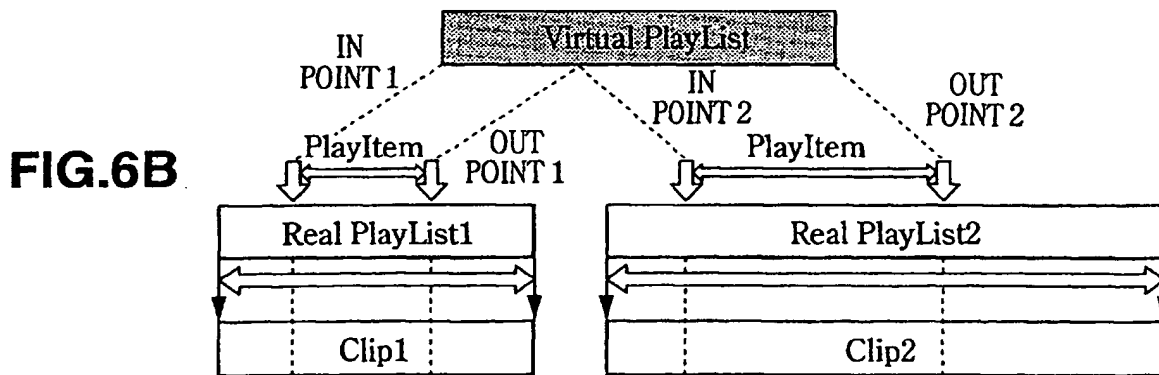 Virtual PlayList
IN
POINT 1
IN
POINT 2
OUT
POINT 2
FIG.6B
PlayItem
OUT
POINT 1
PlayItem
Real PlayList1
Real PlayList2
Clip1
Clip2